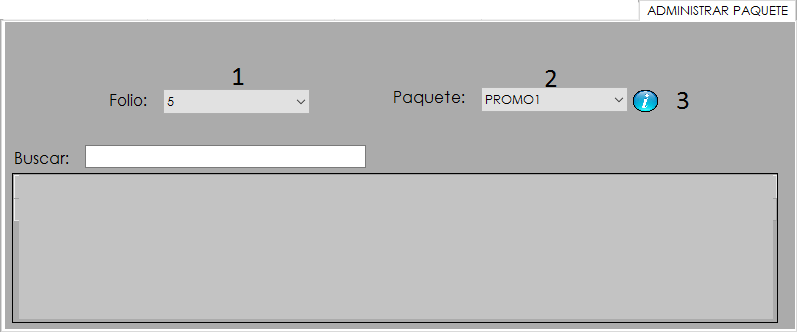 ADMINISTRAR PAQUETE
1
2
Folio: 5
Paquete: PROMO1 i 3
Buscar: